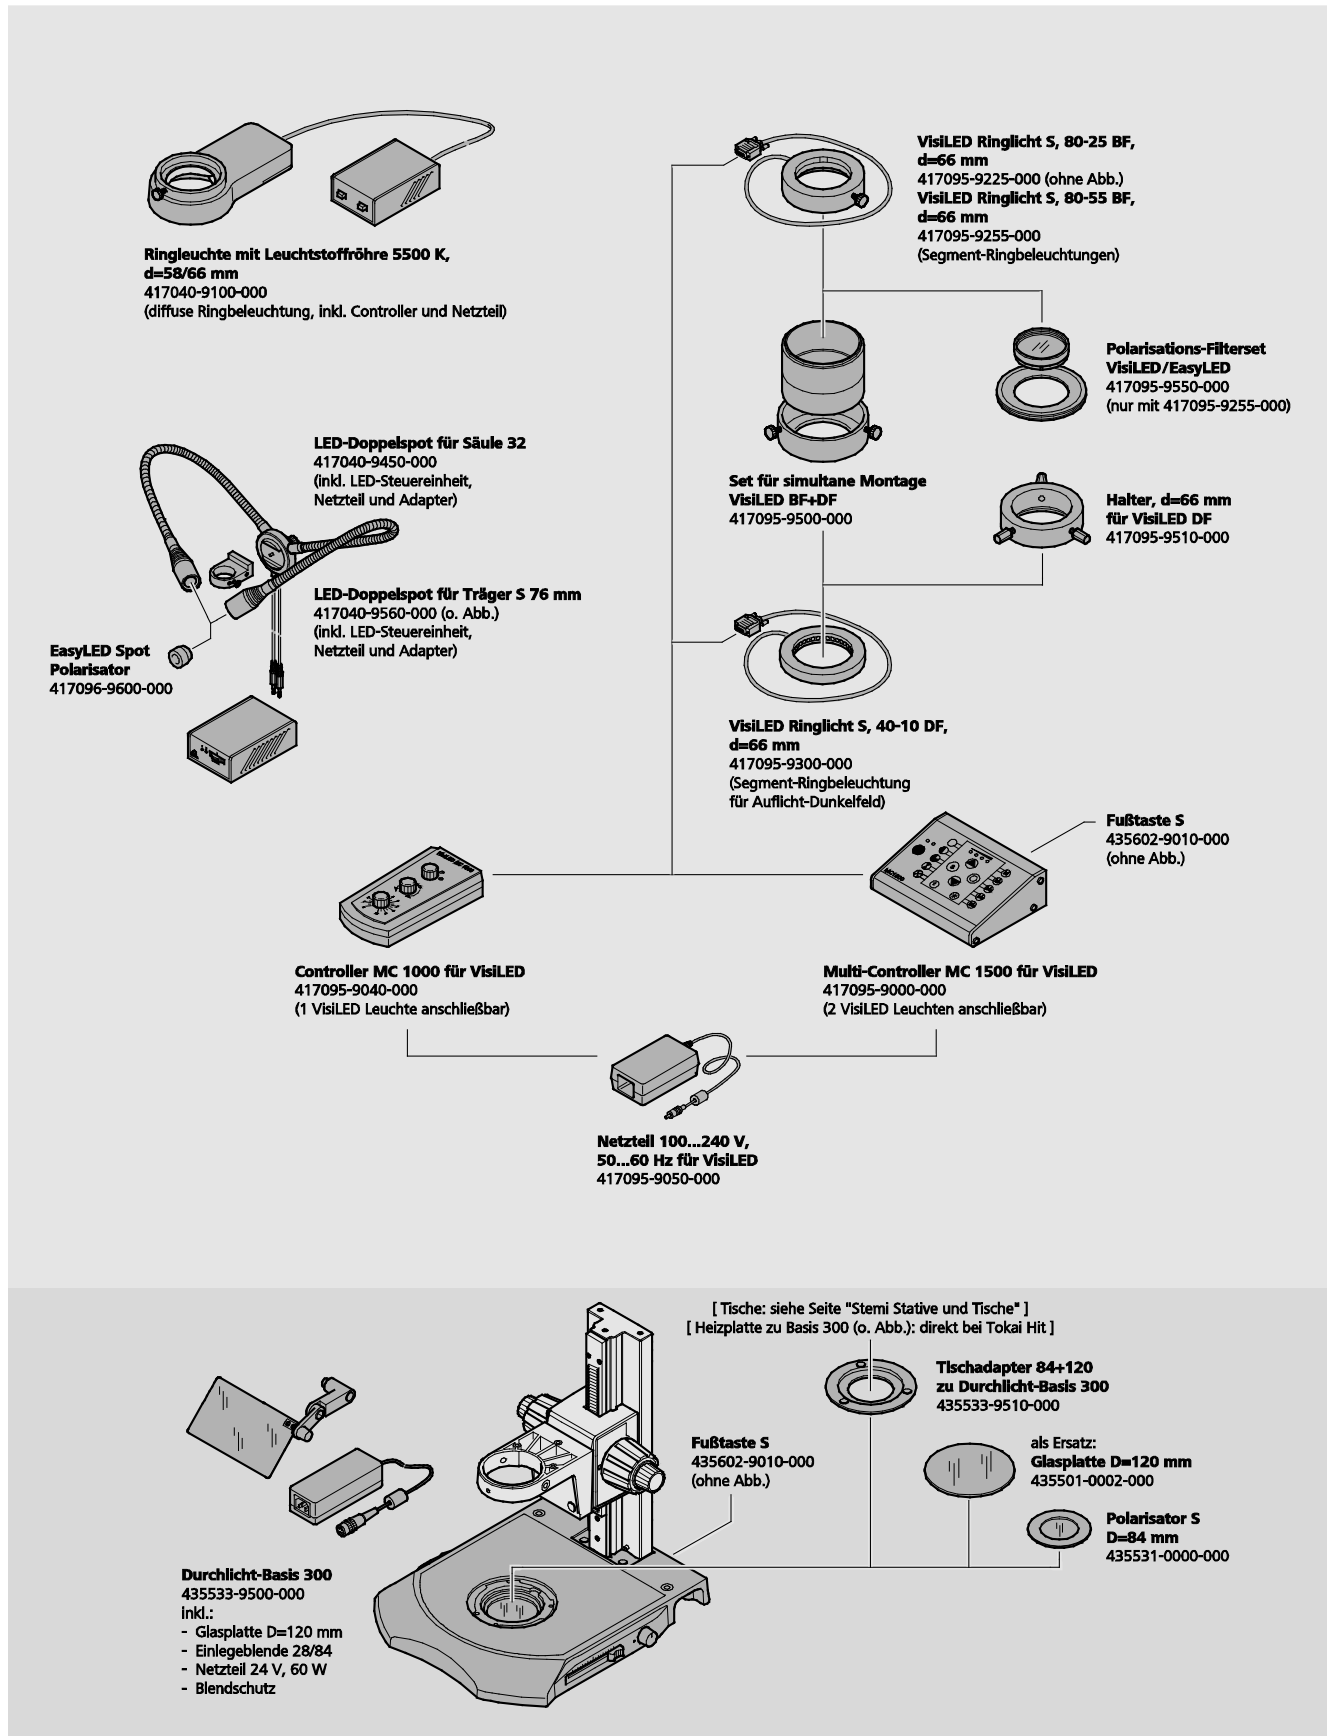 Ringleuchte mit Leuchtstoffröhre 5500 K,
d=58/66 mm
417040-9100-000
(diffuse Ringbeleuchtung, inkl. Controller und Netzteil)
VisiLED Ringlicht S, 80-25 BF,
d=66 mm
417095-9225-000 (ohne Abb.)
VisiLED Ringlicht S, 80-55 BF,
d=66 mm
417095-9255-000
(Segment-Ringbeleuchtungen)
Polarisations-Filterset
VisiLED/EasyLED
417095-9550-000
(nur mit 417095-9255-000)
LED-Doppelspot für Säule 32
417040-9450-000
(inkl. LED-Steuereinheit,
Netzteil und Adapter)
Set für simultane Montage
VisiLED BF+DF
417095-9500-000
Halter, d=66 mm
für VisiLED DF
417095-9510-000
LED-Doppelspot für Träger S 76 mm
417040-9560-000 (o. Abb.)
(inkl. LED-Steuereinheit,
Netzteil und Adapter)
EasyLED Spot
Polarisator
417096-9600-000
VisiLED Ringlicht S, 40-10 DF,
d=66 mm
417095-9300-000
(Segment-Ringbeleuchtung
für Auflicht-Dunkelfeld)
Fußtaste S
435602-9010-000
(ohne Abb.)
Controller MC 1000 für VisiLED
417095-9040-000
(1 VisiLED Leuchte anschließbar)
Multi-Controller MC 1500 für VisiLED
417095-9000-000
(2 VisiLED Leuchten anschließbar)
Netzteil 100...240 V,
50...60 Hz für VisiLED
417095-9050-000
[ Tische: siehe Seite "Stemi Stative und Tische" ]
[ Heizplatte zu Basis 300 (o. Abb.): direkt bei Tokai Hit ]
Tischadapter 84+120
zu Durchlicht-Basis 300
435533-9510-000
Fußtaste S
435602-9010-000
(ohne Abb.)
als Ersatz:
Glasplatte D=120 mm
435501-0002-000
Polarisator S
D=84 mm
435531-0000-000
Durchlicht-Basis 300
435533-9500-000
inkl.:
- Glasplatte D=120 mm
- Einlegeblende 28/84
- Netzteil 24 V, 60 W
- Blendschutz